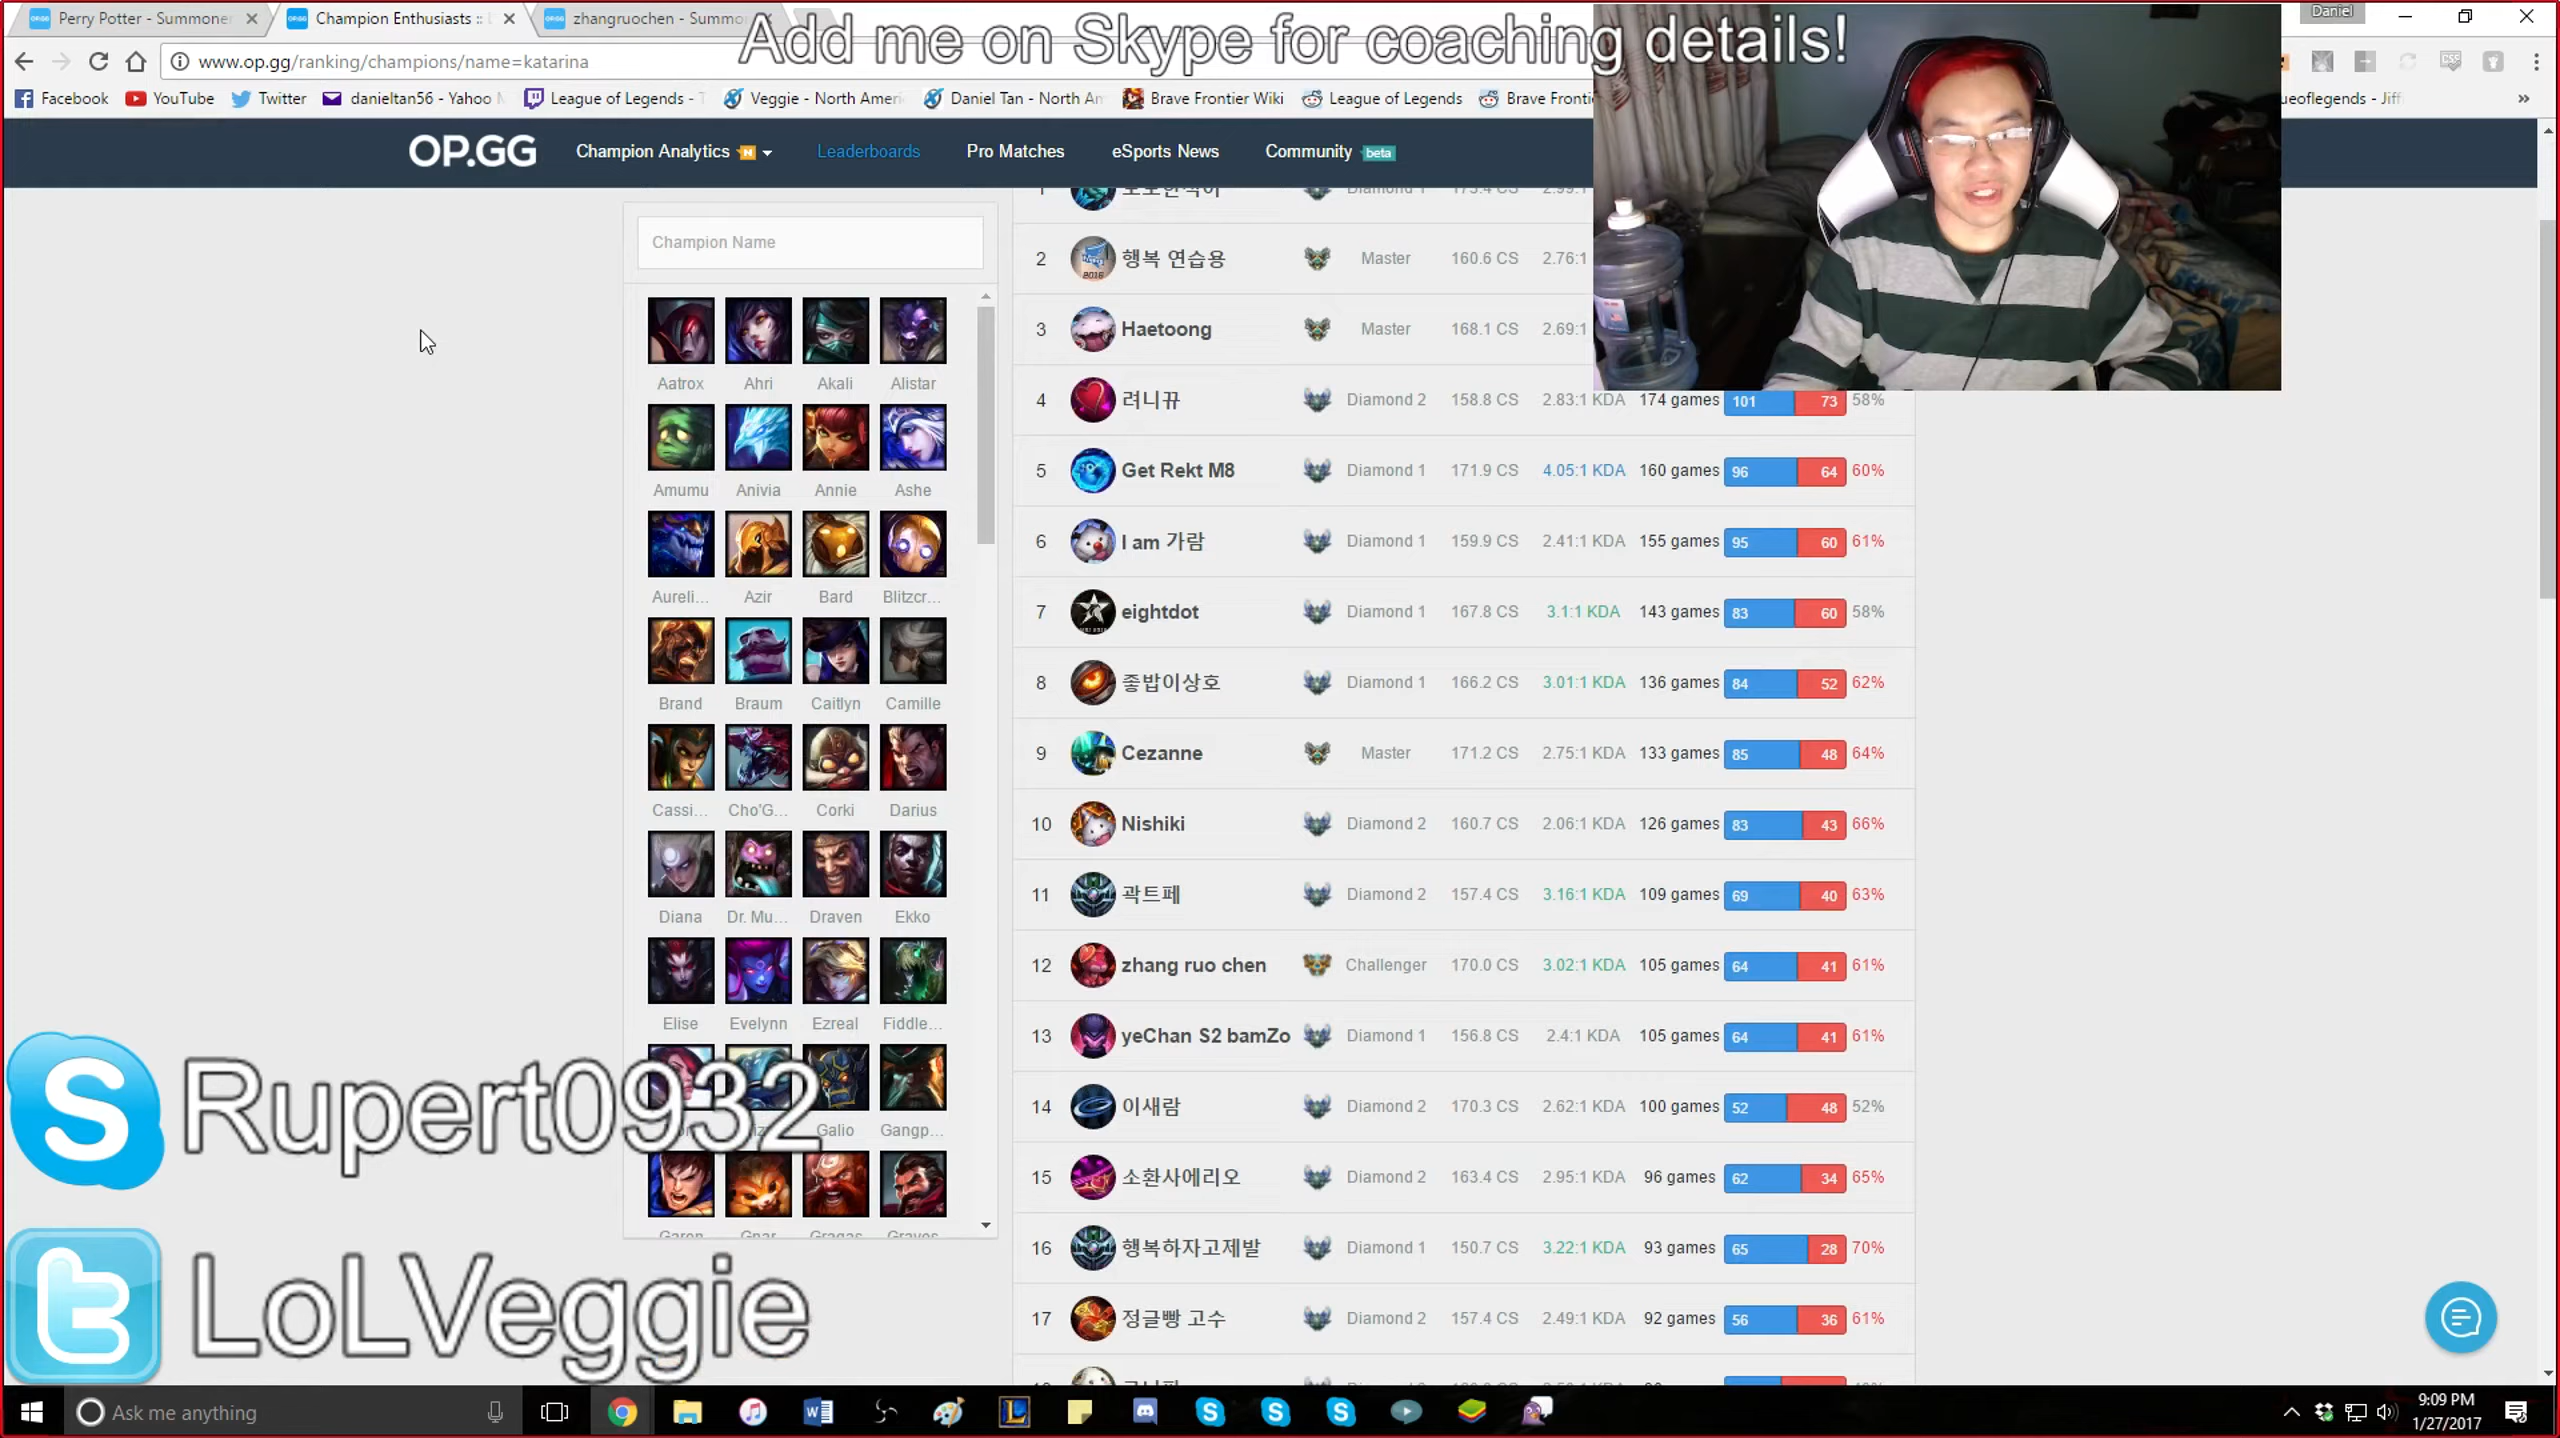 Perry Potter - Summoner
Champion Enthusiasts ::
zhangruochen - Summo
Daniel
www.op.gg/ranking/champions/name=katarina
Add me on Skype for coaching details!
Facebook YouTube Twitter danieltan56 - Yahoo League of Legends - Veggie - North Ameri Daniel Tan - North Am Brave Frontier Wiki League of Legends Brave Fronti ueoflegends - Jiff »
OP.GG Champion Analytics N Leaderboards Pro Matches eSports News Community beta
Champion Name
Aatrox Ahri Akali Alistar
Amumu Anivia Annie Ashe
Aureli... Azir Bard Blitzcr...
Brand Braum Caitlyn Camille
Cassi... Cho'G... Corki Darius
Diana Dr. Mu... Draven Ekko
Elise Evelynn Ezreal Fiddle...
Galio Gangp...
Garen Gnar Gragas Graves
1 Diamond 1 173.4 CS 2.99:1
2 행복 연습용 Master 160.6 CS 2.76:1
3 Haetoong Master 168.1 CS 2.69:1
4 려니뀨 Diamond 2 158.8 CS 2.83:1 KDA 174 games 101 73 58%
5 Get Rekt M8 Diamond 1 171.9 CS 4.05:1 KDA 160 games 96 64 60%
6 I am 가람 Diamond 1 159.9 CS 2.41:1 KDA 155 games 95 60 61%
7 eightdot Diamond 1 167.8 CS 3.1:1 KDA 143 games 83 60 58%
8 좋밥이상호 Diamond 1 166.2 CS 3.01:1 KDA 136 games 84 52 62%
9 Cezanne Master 171.2 CS 2.75:1 KDA 133 games 85 48 64%
10 Nishiki Diamond 2 160.7 CS 2.06:1 KDA 126 games 83 43 66%
11 곽트페 Diamond 2 157.4 CS 3.16:1 KDA 109 games 69 40 63%
12 zhang ruo chen Challenger 170.0 CS 3.02:1 KDA 105 games 64 41 61%
13 yeChan S2 bamZo Diamond 1 156.8 CS 2.4:1 KDA 105 games 64 41 61%
14 이새람 Diamond 2 170.3 CS 2.62:1 KDA 100 games 52 48 52%
15 소환사에리오 Diamond 2 163.4 CS 2.95:1 KDA 96 games 62 34 65%
16 행복하자고제발 Diamond 1 150.7 CS 3.22:1 KDA 93 games 65 28 70%
17 정글빵 고수 Diamond 2 157.4 CS 2.49:1 KDA 92 games 56 36 61%
Rupert0932
LoLVeggie
Ask me anything
9:09 PM
1/27/2017